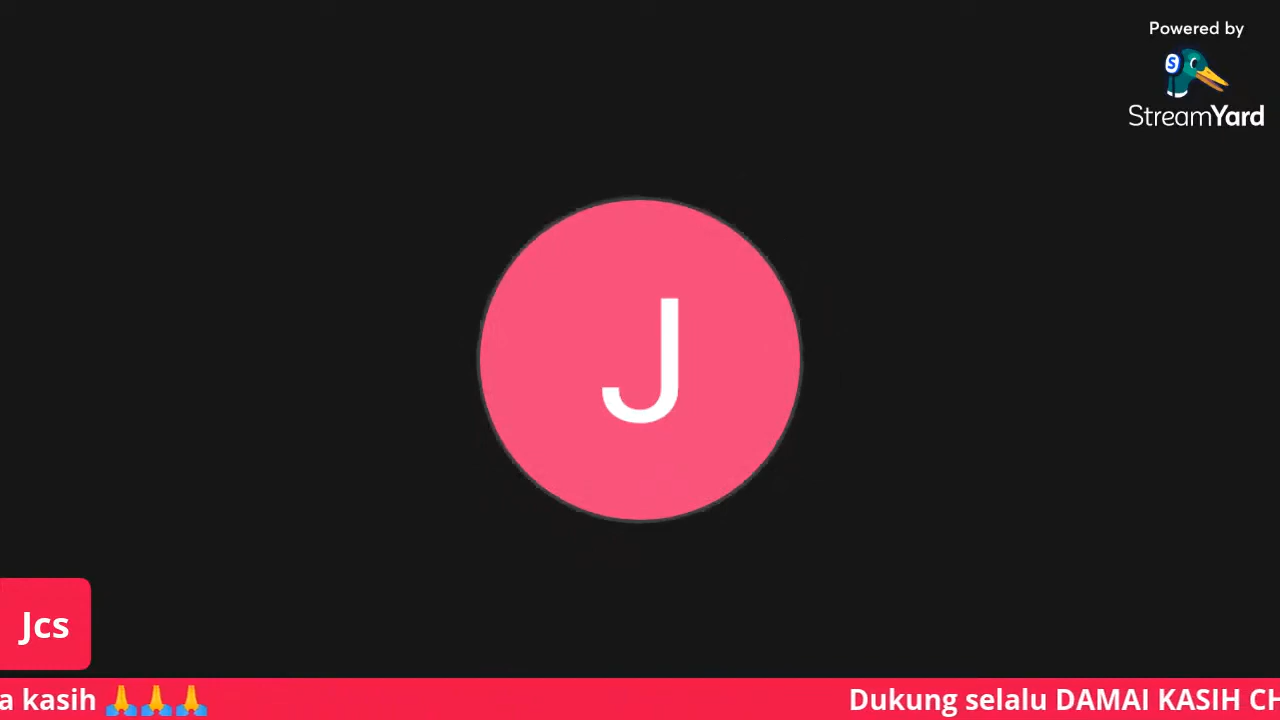 Powered by
StreamYard
J
Jcs
a kasih 🙏🙏🙏 Dukung selalu DAMAI KASIH CH